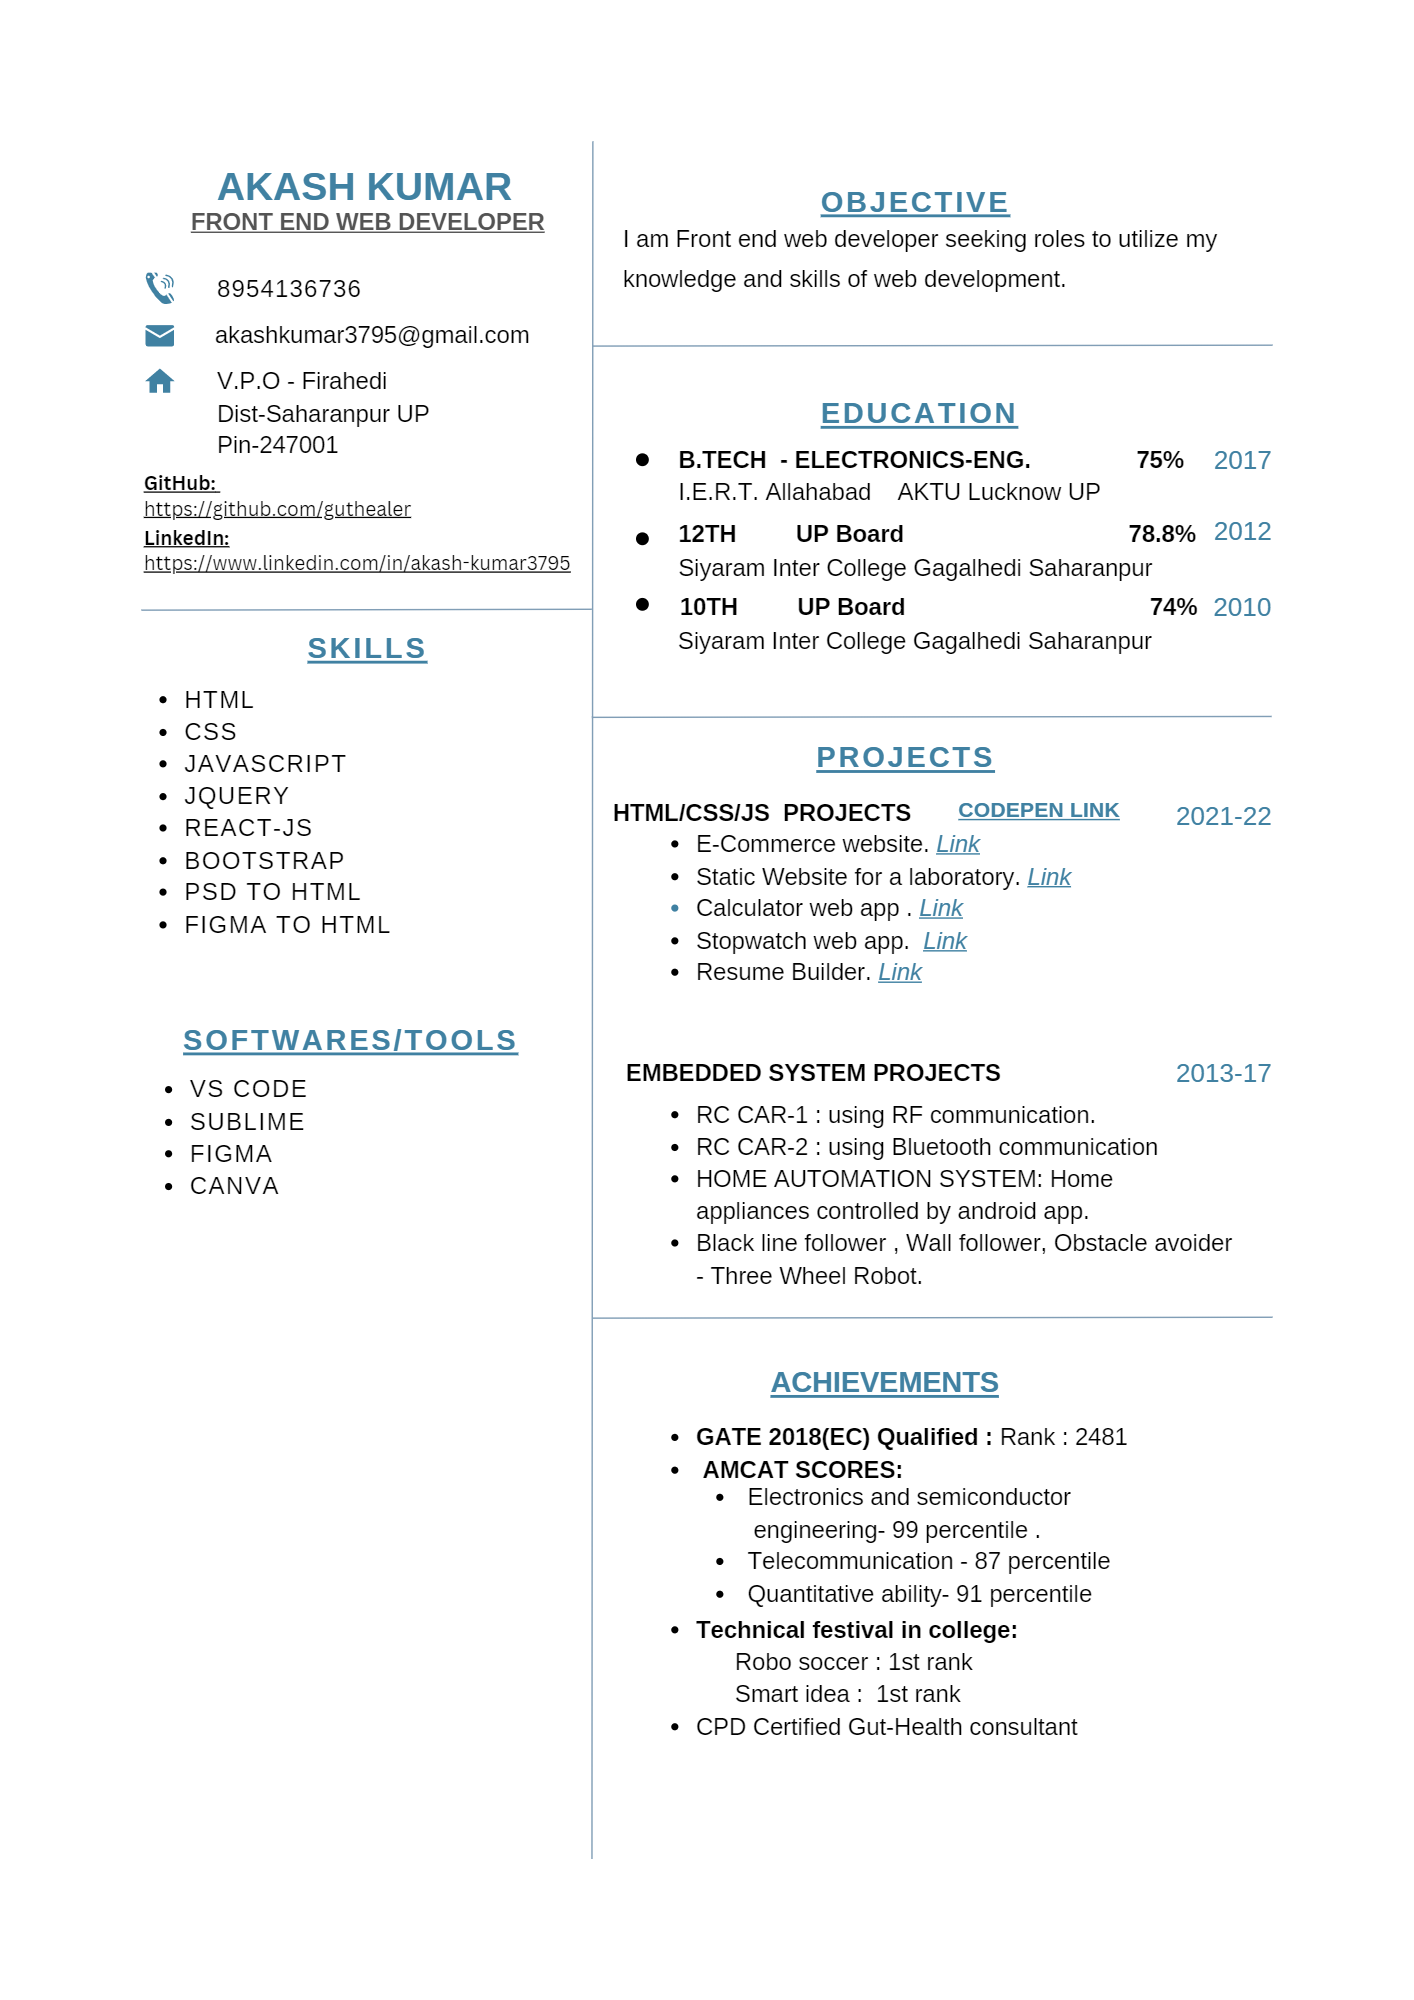 AKASH KUMAR
FRONT END WEB DEVELOPER
8954136736
akashkumar3795@gmail.com
V.P.O - Firahedi
Dist-Saharanpur UP
Pin-247001
GitHub:
https://github.com/guthealer
LinkedIn:
https://www.linkedin.com/in/akash-kumar3795
SKILLS
• HTML
• CSS
• JAVASCRIPT
• JQUERY
• REACT-JS
• BOOTSTRAP
• PSD TO HTML
• FIGMA TO HTML
SOFTWARES/TOOLS
• VS CODE
• SUBLIME
• FIGMA
• CANVA
OBJECTIVE
I am Front end web developer seeking roles to utilize my
knowledge and skills of web development.
EDUCATION
• B.TECH - ELECTRONICS-ENG. 75% 2017
I.E.R.T. Allahabad AKTU Lucknow UP
• 12TH UP Board 78.8% 2012
Siyaram Inter College Gagalhedi Saharanpur
• 10TH UP Board 74% 2010
Siyaram Inter College Gagalhedi Saharanpur
PROJECTS
HTML/CSS/JS PROJECTS CODEPEN LINK 2021-22
• E-Commerce website. Link
• Static Website for a laboratory. Link
• Calculator web app . Link
• Stopwatch web app. Link
• Resume Builder. Link
EMBEDDED SYSTEM PROJECTS 2013-17
• RC CAR-1 : using RF communication.
• RC CAR-2 : using Bluetooth communication
• HOME AUTOMATION SYSTEM: Home
appliances controlled by android app.
• Black line follower , Wall follower, Obstacle avoider
- Three Wheel Robot.
ACHIEVEMENTS
• GATE 2018(EC) Qualified : Rank : 2481
• AMCAT SCORES:
• Electronics and semiconductor
engineering- 99 percentile .
• Telecommunication - 87 percentile
• Quantitative ability- 91 percentile
• Technical festival in college:
Robo soccer : 1st rank
Smart idea : 1st rank
• CPD Certified Gut-Health consultant